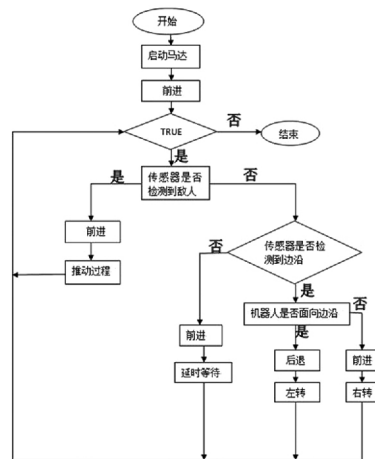 开始
启动马达
前进
TRUE
否
结束
是
传感器是否
检测到敌人
是
否
前进
推动过程
传感器是否检
测到边沿
否
是
机器人是否面向边沿
否
是
前进
延时等待
后退
左转
前进
右转